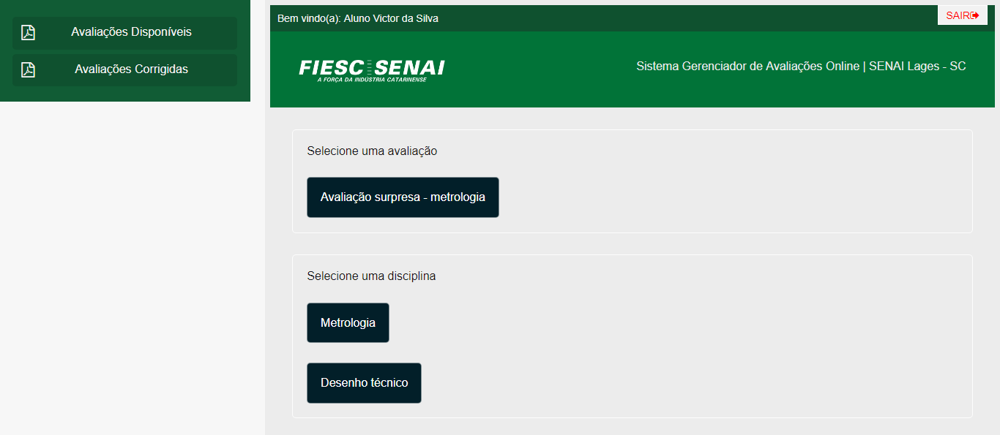 Avaliações Disponíveis
Avaliações Corrigidas
Bem vindo(a): Aluno Victor da Silva
SAIR
FIESC SENAI
A FORÇA DA INDÚSTRIA CATARINENSE
Sistema Gerenciador de Avaliações Online | SENAI Lages - SC
Selecione uma avaliação
Avaliação surpresa - metrologia
Selecione uma disciplina
Metrologia
Desenho técnico